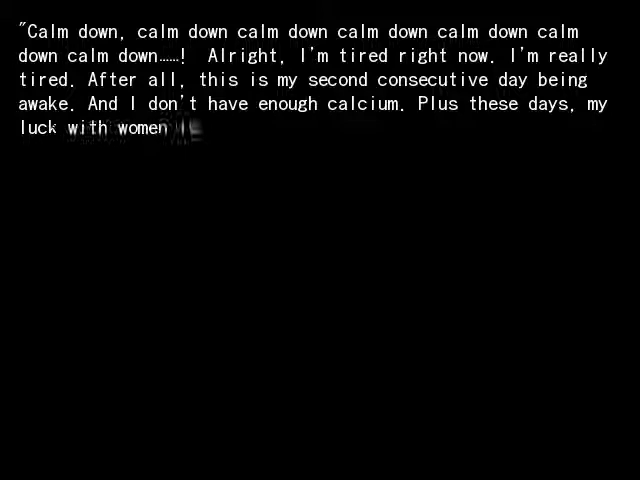 "Calm down, calm down calm down calm down calm down calm
down calm down……!  Alright, I'm tired right now. I'm really
tired. After all, this is my second consecutive day being
awake. And I don't have enough calcium. Plus these days, my
luck with women